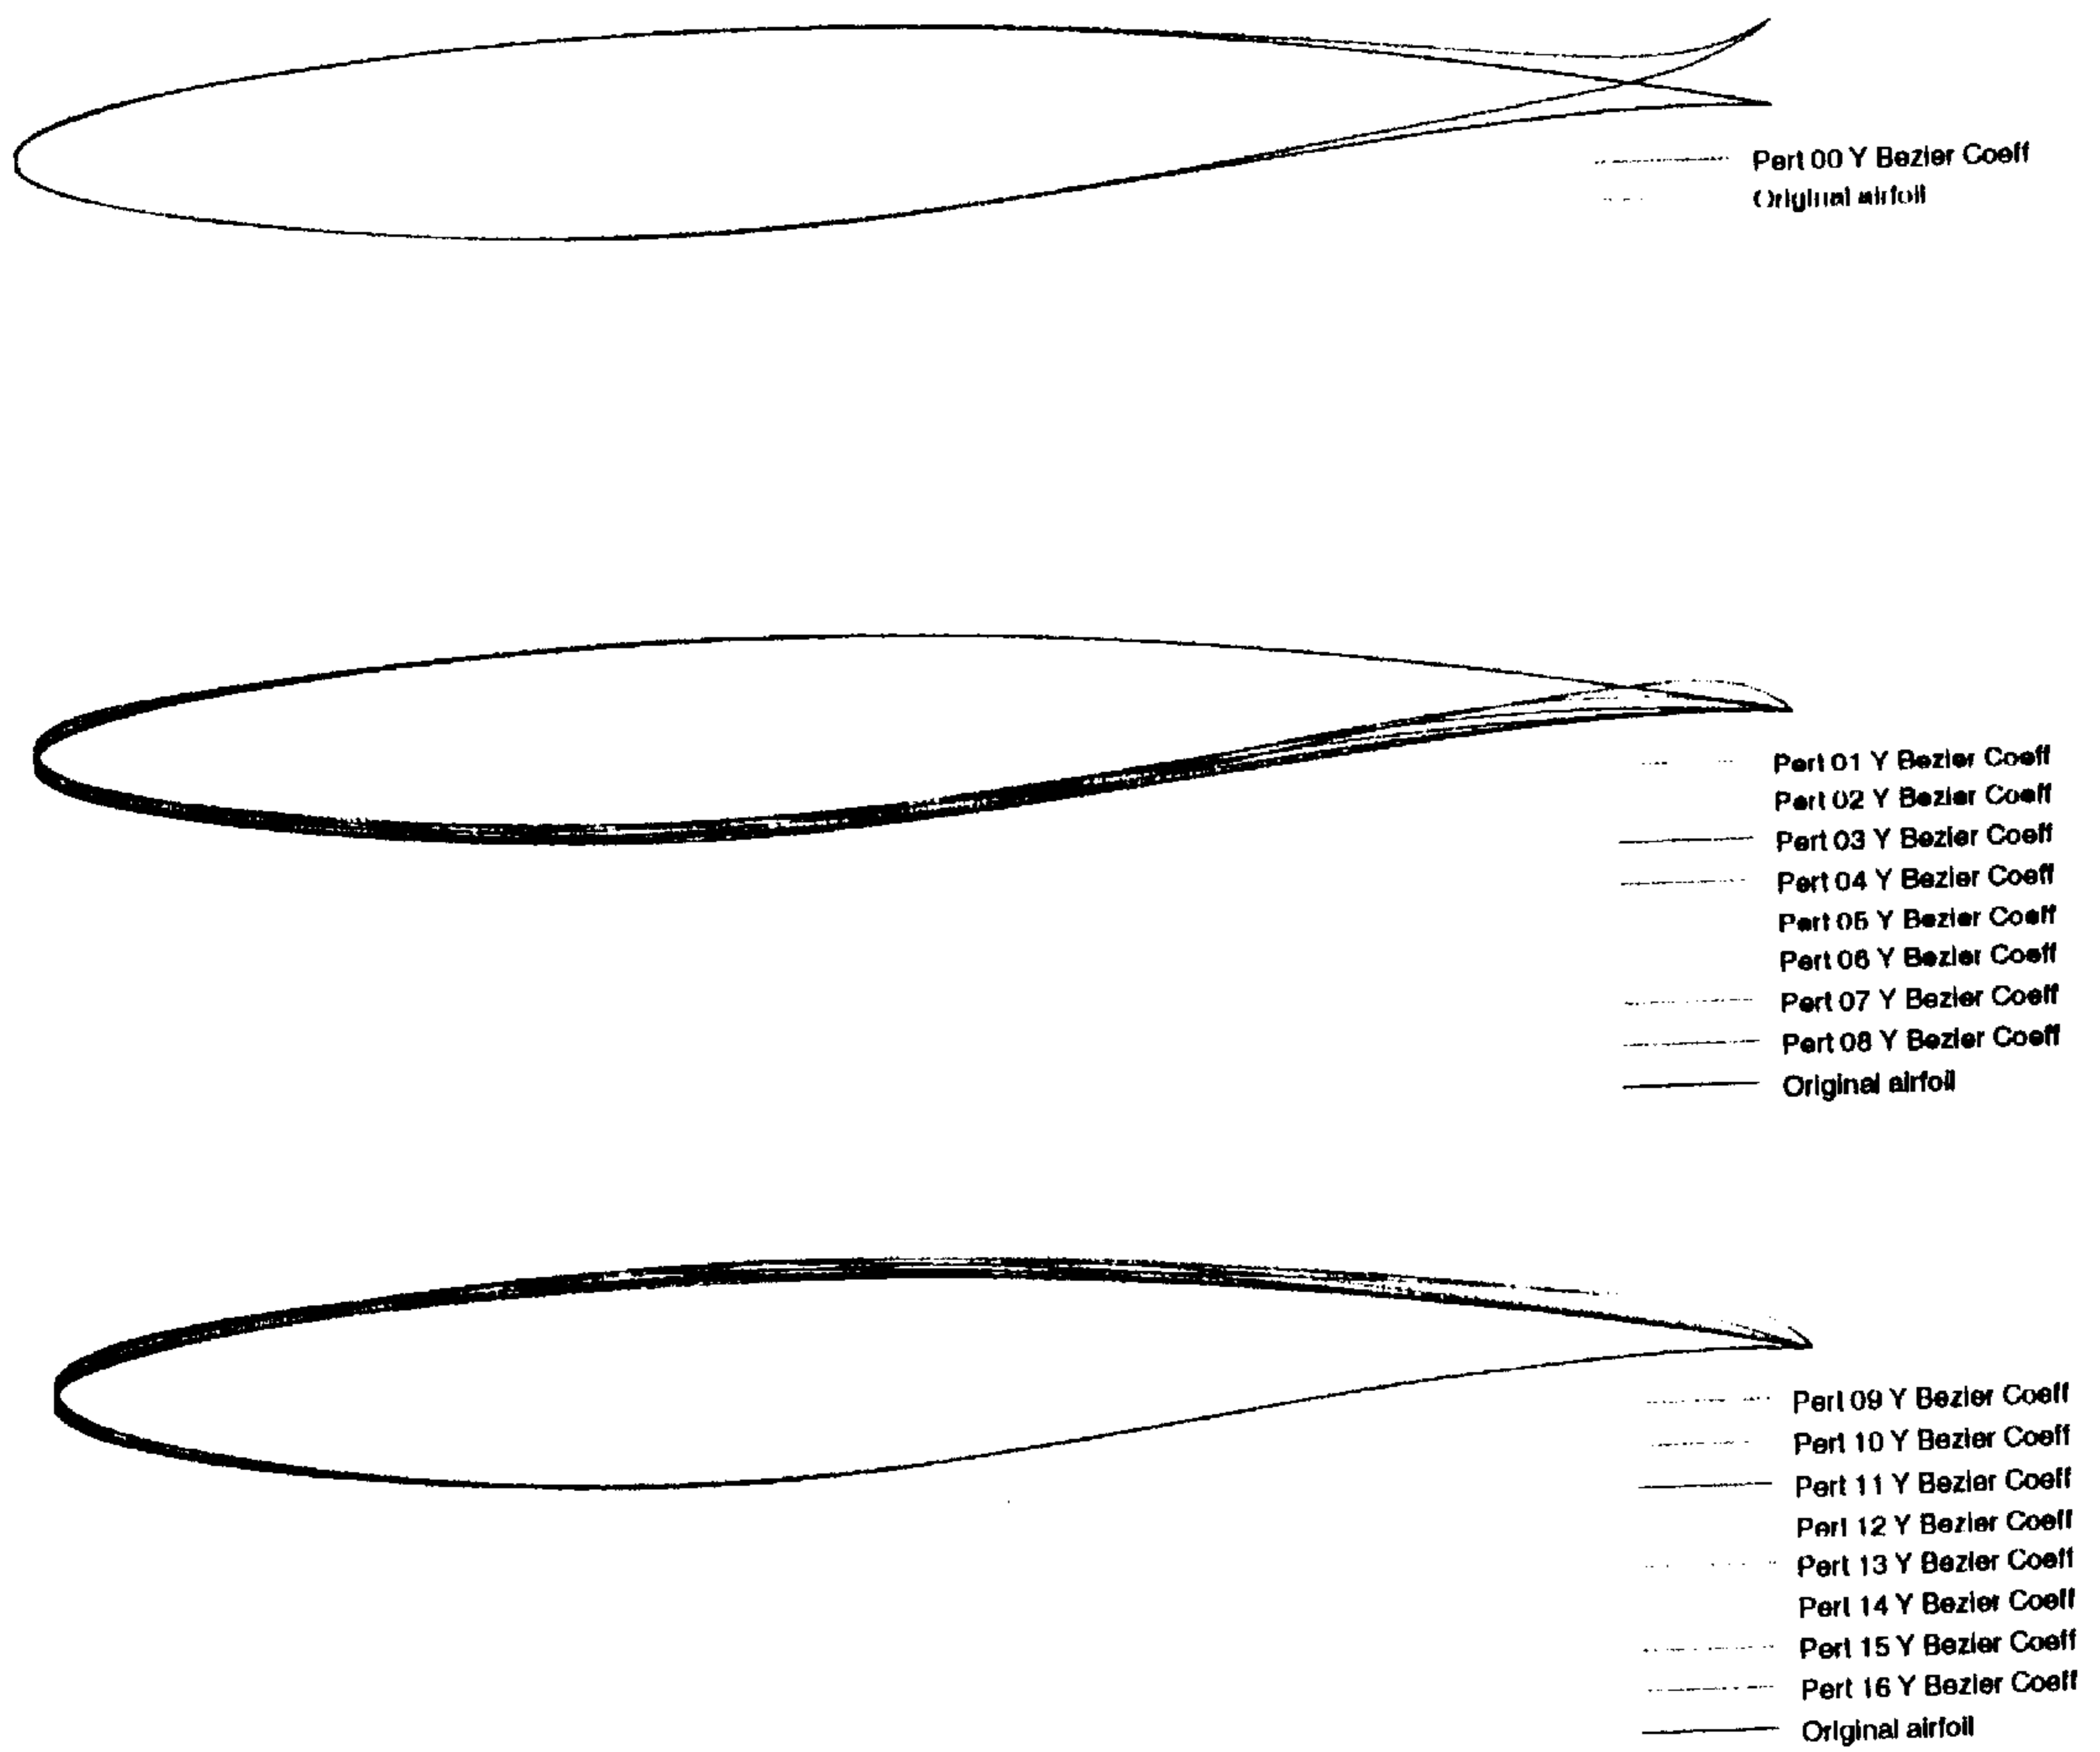 Pert 00 Y Bezier Coeff
Original airfoil
Pert 01 Y Bezier Coeff
Pert 02 Y Bezier Coeff
Pert 03 Y Bezier Coeff
Pert 04 Y Bezier Coeff
Pert 05 Y Bezier Coeff
Pert 06 Y Bezier Coeff
Pert 07 Y Bezier Coeff
Pert 08 Y Bezier Coeff
Original airfoil
Pert 09 Y Bezier Coeff
Pert 10 Y Bezier Coeff
Pert 11 Y Bezier Coeff
Pert 12 Y Bezier Coeff
Pert 13 Y Bezier Coeff
Pert 14 Y Bezier Coeff
Pert 15 Y Bezier Coeff
Pert 16 Y Bezier Coeff
Original airfoil